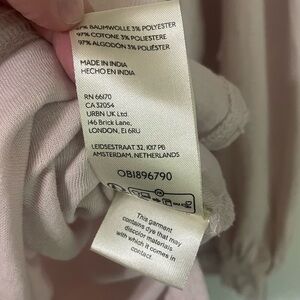 97% BAUMWOLLE 3% POLYESTER
97% COTONE 3% POLIESTERE
97% ALGODÓN 3% POLIÉSTER
MADE IN INDIA
HECHO EN INDIA
RN 66170
CA 32054
URBN UK Ltd.
146 Brick Lane,
LONDON, E1 6RU
LEIDSESTRAAT 32, 1017 PB
AMSTERDAM, NETHERLANDS
OB1896790
This garment
contains dye that may
discolor materials
with which it comes in
contact.